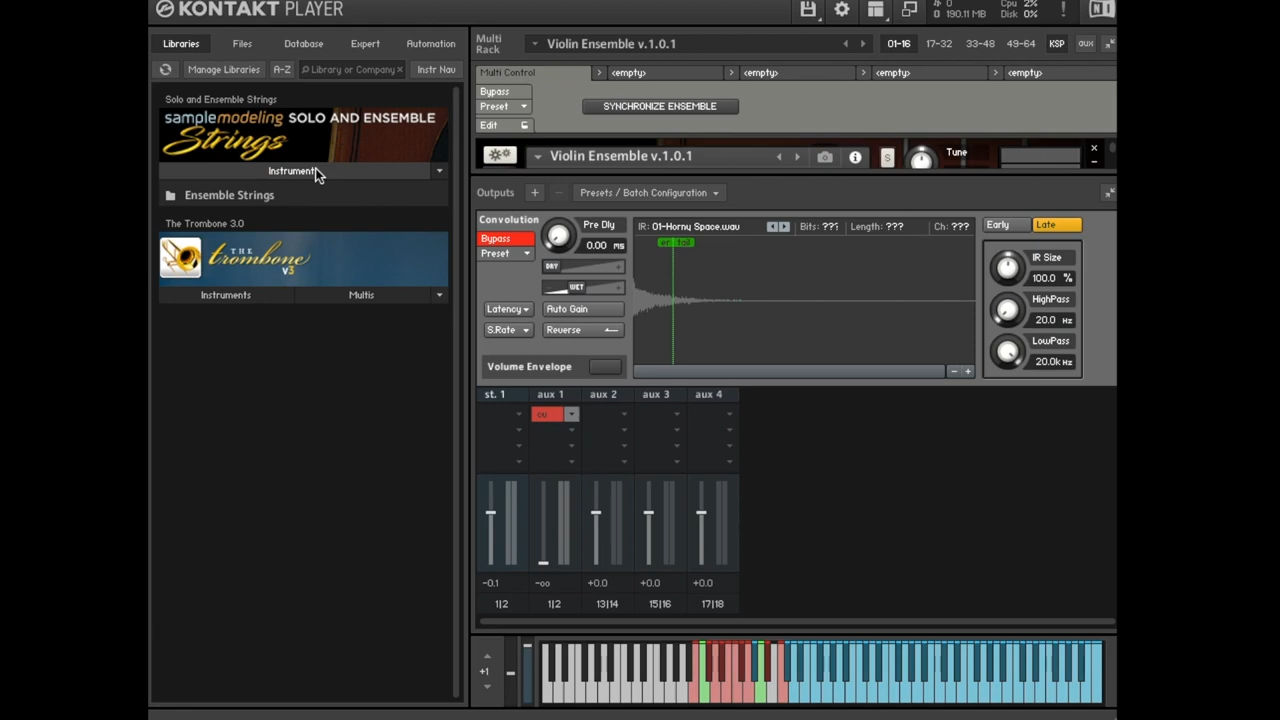 KONTAKT PLAYER
0
190.11 MB
Cpu 2%
Disk 0%
!
Libraries Files Database Expert Automation
Manage Libraries A-Z Library or Company × Instr Nav
Solo and Ensemble Strings
samplemodeling SOLO AND ENSEMBLE
Strings
Instruments
Ensemble Strings
The Trombone 3.0
THE
trombone
v3
Instruments Multis
Multi
Rack
Violin Ensemble v.1.0.1
01-16 17-32 33-48 49-64 KSP aux
Multi Control <empty> <empty> <empty> <empty>
Bypass
Preset
SYNCHRONIZE ENSEMBLE
Edit
Violin Ensemble v.1.0.1
S
Tune
Outputs + − Presets / Batch Configuration
Convolution
Bypass
Preset
Pre Dly
0.00 ms
DRY
WET
Latency Auto Gain
S.Rate Reverse
Volume Envelope
IR: 01-Horny Space.wav Bits: ??? Length: ??? Ch: ???
er tail
Early Late
IR Size
100.0 %
HighPass
20.0 Hz
LowPass
20.0k Hz
st. 1 aux 1 aux 2 aux 3 aux 4
-0.1 -oo +0.0 +0.0 +0.0
1|2 1|2 13|14 15|16 17|18
+1